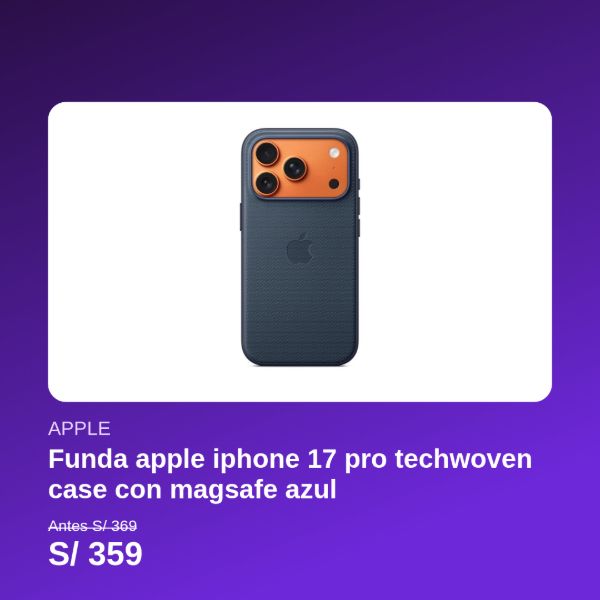 APPLE
Funda apple iphone 17 pro techwoven
case con magsafe azul
Antes S/ 369
S/ 359